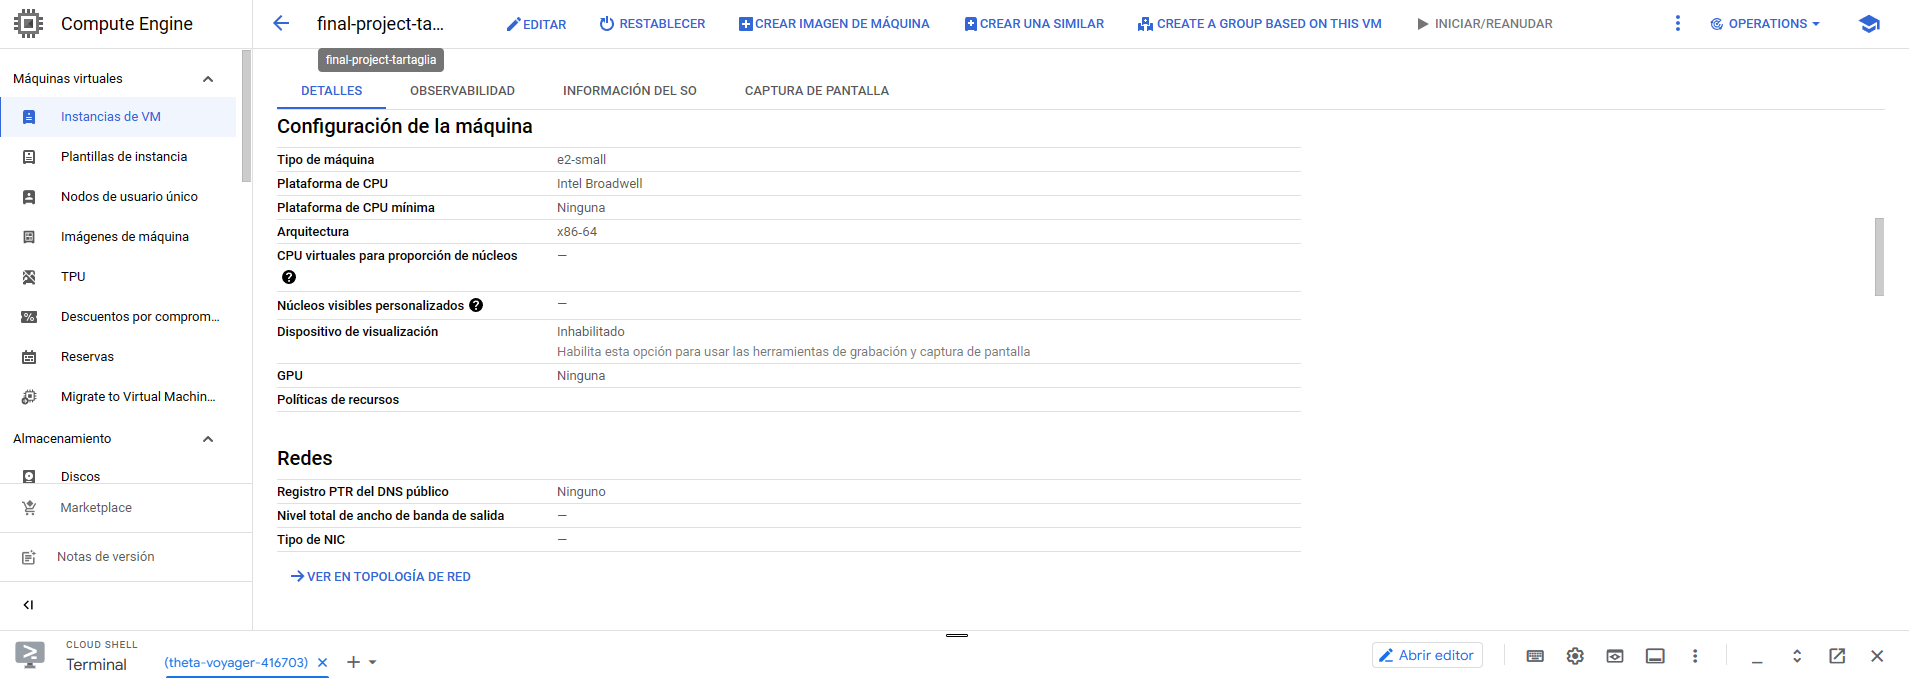 Compute Engine
final-project-ta...
EDITAR
RESTABLECER
CREAR IMAGEN DE MÁQUINA
CREAR UNA SIMILAR
CREATE A GROUP BASED ON THIS VM
INICIAR/REANUDAR
OPERATIONS
final-project-tartaglia
Máquinas virtuales
Instancias de VM
Plantillas de instancia
Nodos de usuario único
Imágenes de máquina
TPU
Descuentos por comprom...
Reservas
Migrate to Virtual Machin...
Almacenamiento
Discos
Marketplace
Notas de versión
DETALLES
OBSERVABILIDAD
INFORMACIÓN DEL SO
CAPTURA DE PANTALLA
Configuración de la máquina
Tipo de máquina e2-small
Plataforma de CPU Intel Broadwell
Plataforma de CPU mínima Ninguna
Arquitectura x86-64
CPU virtuales para proporción de núcleos —
Núcleos visibles personalizados —
Dispositivo de visualización Inhabilitado
Habilita esta opción para usar las herramientas de grabación y captura de pantalla
GPU Ninguna
Políticas de recursos
Redes
Registro PTR del DNS público Ninguno
Nivel total de ancho de banda de salida —
Tipo de NIC —
VER EN TOPOLOGÍA DE RED
CLOUD SHELL
Terminal
(theta-voyager-416703)
Abrir editor